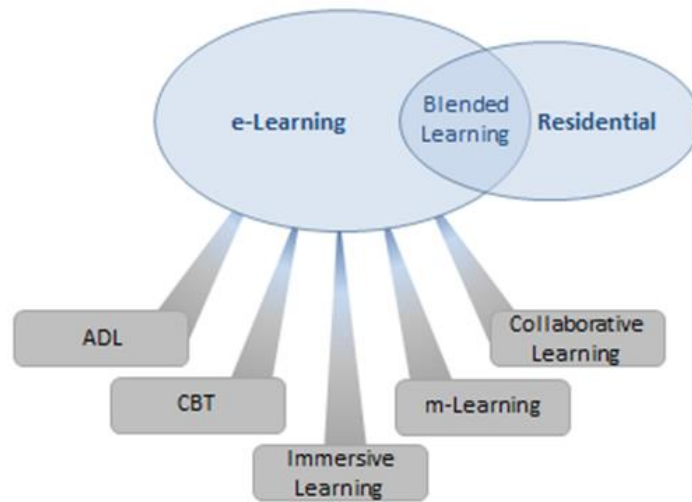 e-Learning
Blended
Learning
Residential
ADL
CBT
Immersive
Learning
m-Learning
Collaborative
Learning